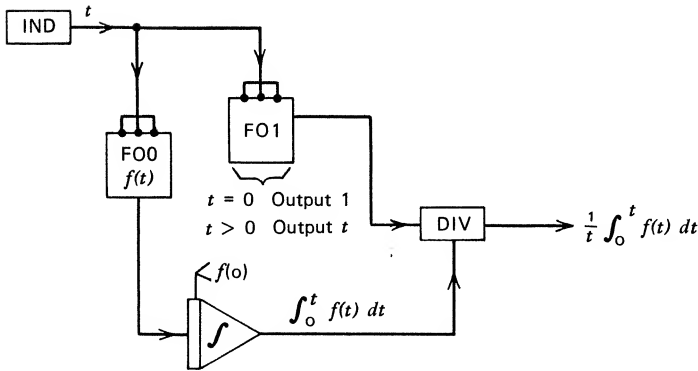 IND
t
FO0
f(t)
FO1
t = 0 Output 1
t > 0 Output t
DIV
1/t ∫₀ᵗ f(t) dt
f(o)
∫
∫₀ᵗ f(t) dt